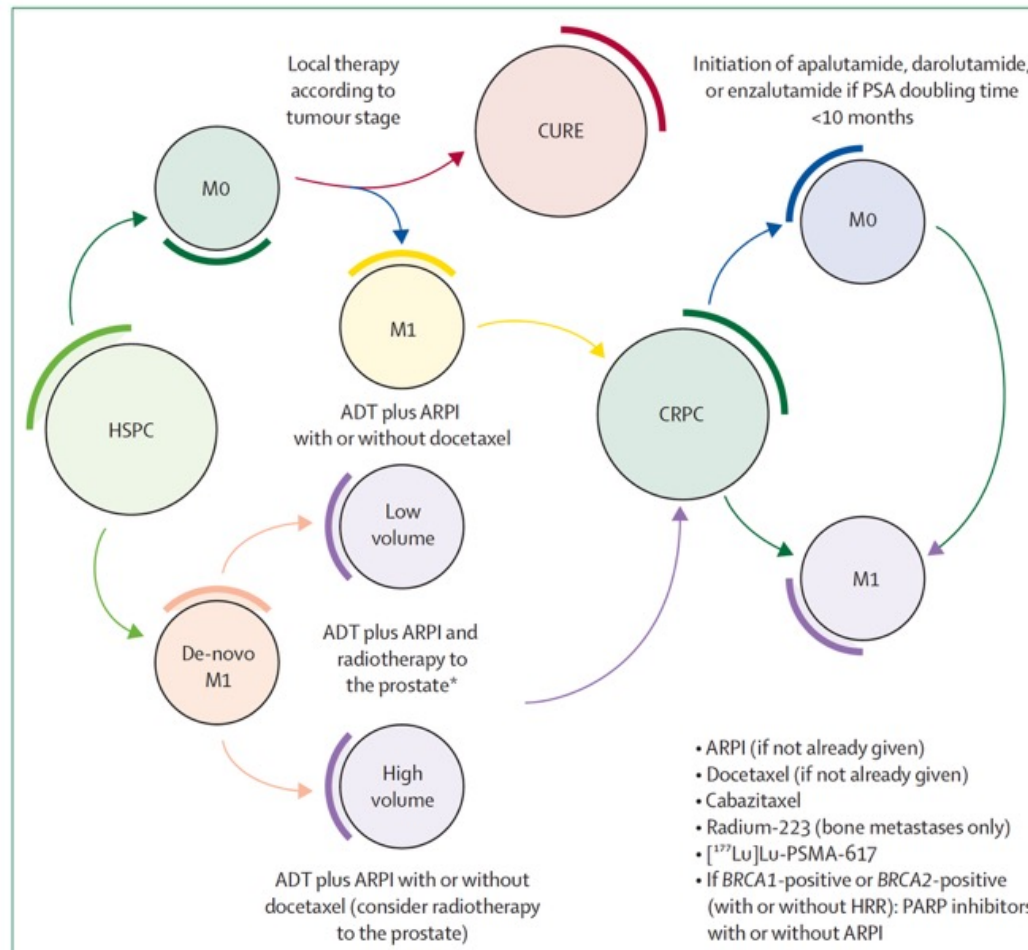 Local therapy
according to
tumour stage
CURE
Initiation of apalutamide, darolutamide,
or enzalutamide if PSA doubling time
<10 months
M0
M0
M1
HSPC
ADT plus ARPI
with or without docetaxel
CRPC
Low
volume
M1
De-novo
M1
ADT plus ARPI and
radiotherapy to
the prostate*
High
volume
ADT plus ARPI with or without
docetaxel (consider radiotherapy
to the prostate)
• ARPI (if not already given)
• Docetaxel (if not already given)
• Cabazitaxel
• Radium-223 (bone metastases only)
• [¹⁷⁷Lu]Lu-PSMA-617
• If BRCA1-positive or BRCA2-positive
(with or without HRR): PARP inhibitors
with or without ARPI